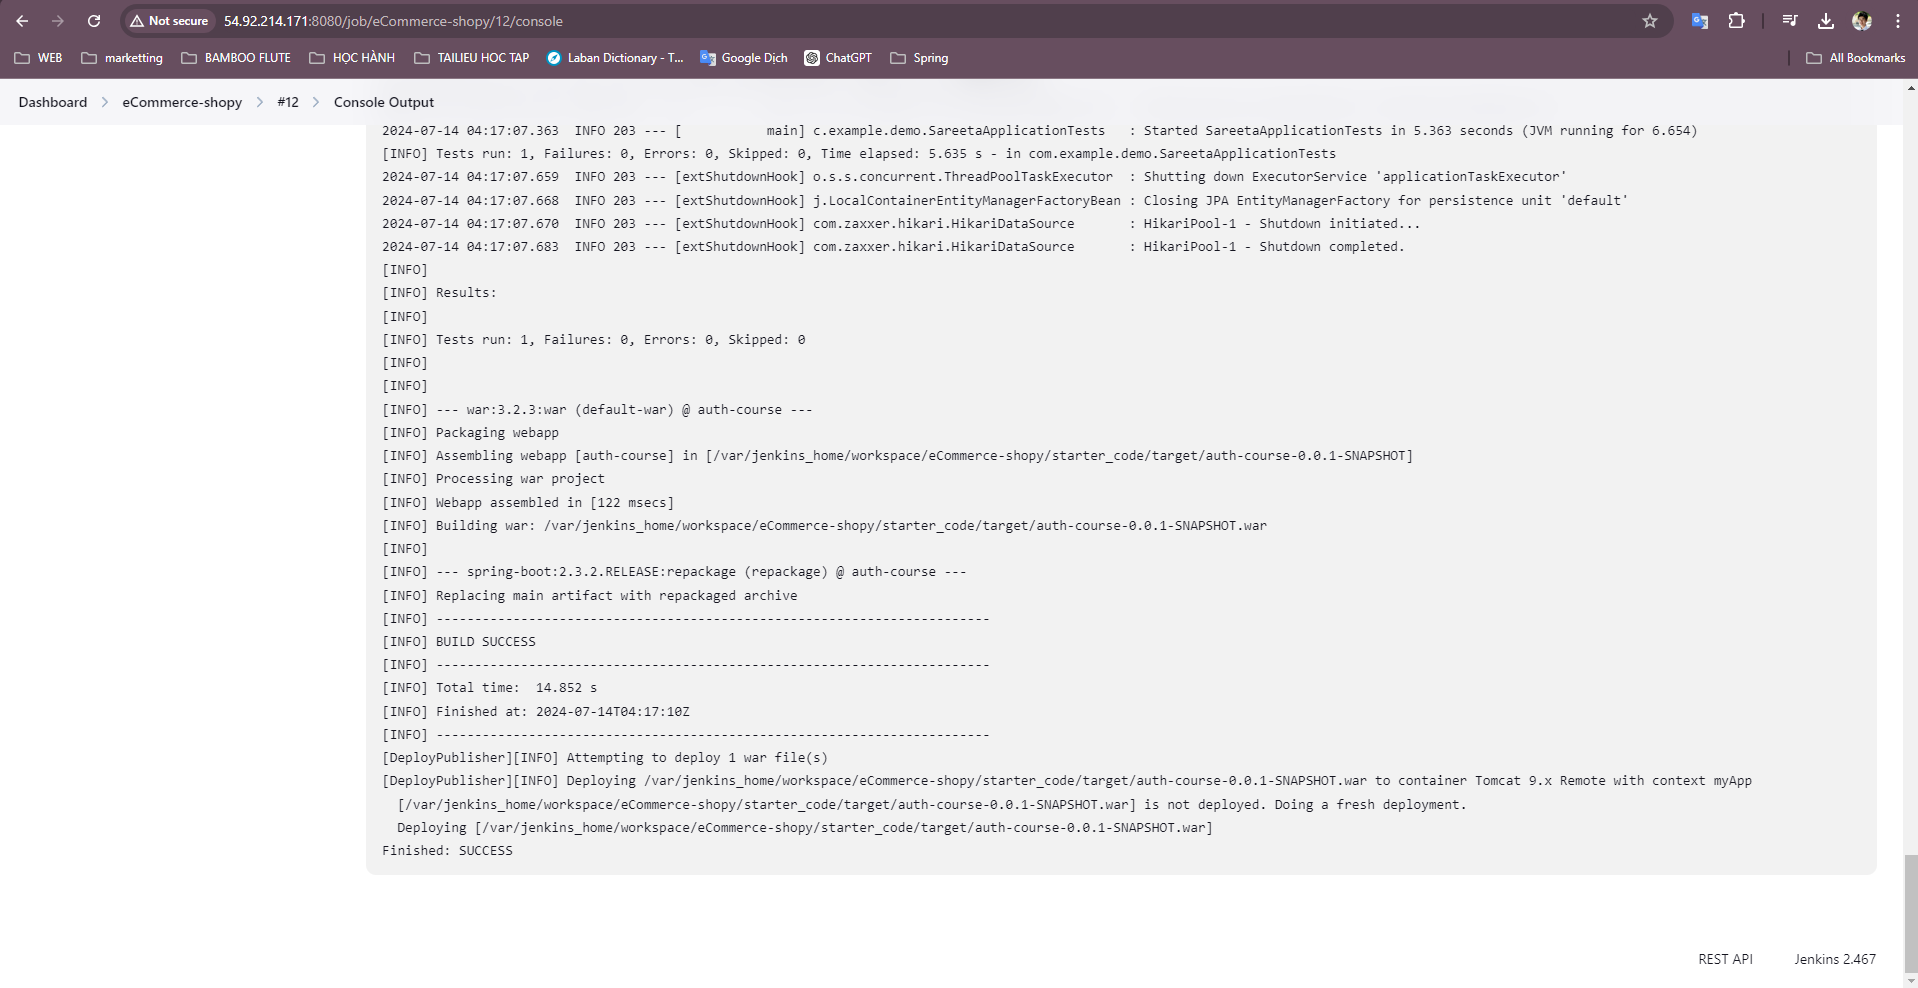 Not secure 54.92.214.171:8080/job/eCommerce-shopy/12/console
WEB marketting BAMBOO FLUTE HỌC HÀNH TAILIEU HOC TAP Laban Dictionary - T... Google Dịch ChatGPT Spring All Bookmarks
Dashboard eCommerce-shopy #12 Console Output
2024-07-14 04:17:07.363  INFO 203 --- [           main] c.example.demo.SareetaApplicationTests   : Started SareetaApplicationTests in 5.363 seconds (JVM running for 6.654)
[INFO] Tests run: 1, Failures: 0, Errors: 0, Skipped: 0, Time elapsed: 5.635 s - in com.example.demo.SareetaApplicationTests
2024-07-14 04:17:07.659  INFO 203 --- [extShutdownHook] o.s.s.concurrent.ThreadPoolTaskExecutor  : Shutting down ExecutorService 'applicationTaskExecutor'
2024-07-14 04:17:07.668  INFO 203 --- [extShutdownHook] j.LocalContainerEntityManagerFactoryBean : Closing JPA EntityManagerFactory for persistence unit 'default'
2024-07-14 04:17:07.670  INFO 203 --- [extShutdownHook] com.zaxxer.hikari.HikariDataSource       : HikariPool-1 - Shutdown initiated...
2024-07-14 04:17:07.683  INFO 203 --- [extShutdownHook] com.zaxxer.hikari.HikariDataSource       : HikariPool-1 - Shutdown completed.
[INFO]
[INFO] Results:
[INFO]
[INFO] Tests run: 1, Failures: 0, Errors: 0, Skipped: 0
[INFO]
[INFO]
[INFO] --- war:3.2.3:war (default-war) @ auth-course ---
[INFO] Packaging webapp
[INFO] Assembling webapp [auth-course] in [/var/jenkins_home/workspace/eCommerce-shopy/starter_code/target/auth-course-0.0.1-SNAPSHOT]
[INFO] Processing war project
[INFO] Webapp assembled in [122 msecs]
[INFO] Building war: /var/jenkins_home/workspace/eCommerce-shopy/starter_code/target/auth-course-0.0.1-SNAPSHOT.war
[INFO]
[INFO] --- spring-boot:2.3.2.RELEASE:repackage (repackage) @ auth-course ---
[INFO] Replacing main artifact with repackaged archive
[INFO] ------------------------------------------------------------------------
[INFO] BUILD SUCCESS
[INFO] ------------------------------------------------------------------------
[INFO] Total time:  14.852 s
[INFO] Finished at: 2024-07-14T04:17:10Z
[INFO] ------------------------------------------------------------------------
[DeployPublisher][INFO] Attempting to deploy 1 war file(s)
[DeployPublisher][INFO] Deploying /var/jenkins_home/workspace/eCommerce-shopy/starter_code/target/auth-course-0.0.1-SNAPSHOT.war to container Tomcat 9.x Remote with context myApp
[/var/jenkins_home/workspace/eCommerce-shopy/starter_code/target/auth-course-0.0.1-SNAPSHOT.war] is not deployed. Doing a fresh deployment.
Deploying [/var/jenkins_home/workspace/eCommerce-shopy/starter_code/target/auth-course-0.0.1-SNAPSHOT.war]
Finished: SUCCESS
REST API Jenkins 2.467